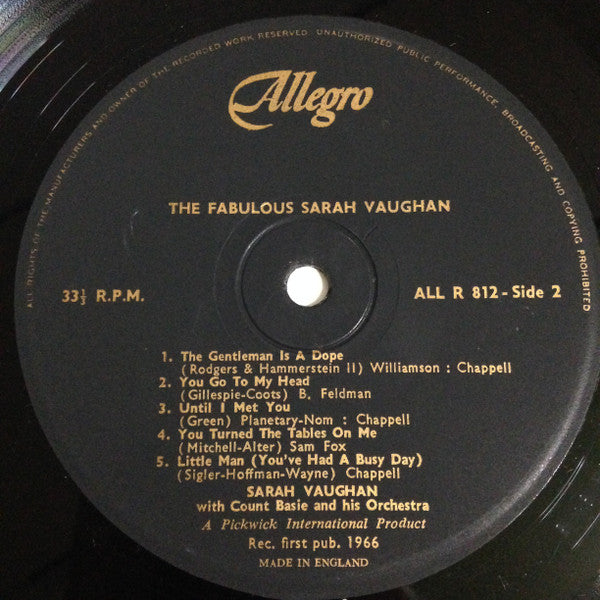 ALL RIGHTS OF THE MANUFACTURERS AND OWNER OF THE RECORDED WORK RESERVED. UNAUTHORIZED PUBLIC PERFORMANCE, BROADCASTING AND COPYING PROHIBITED
Allegro
THE FABULOUS SARAH VAUGHAN
33⅓ R.P.M.
ALL R 812 - Side 2
1. The Gentleman Is A Dope
(Rodgers & Hammerstein II) Williamson : Chappell
2. You Go To My Head
(Gillespie-Coots) B. Feldman
3. Until I Met You
(Green) Planetary-Nom : Chappell
4. You Turned The Tables On Me
(Mitchell-Alter) Sam Fox
5. Little Man (You've Had A Busy Day)
(Sigler-Hoffman-Wayne) Chappell
SARAH VAUGHAN
with Count Basie and his Orchestra
A Pickwick International Product
Rec. first pub. 1966
MADE IN ENGLAND